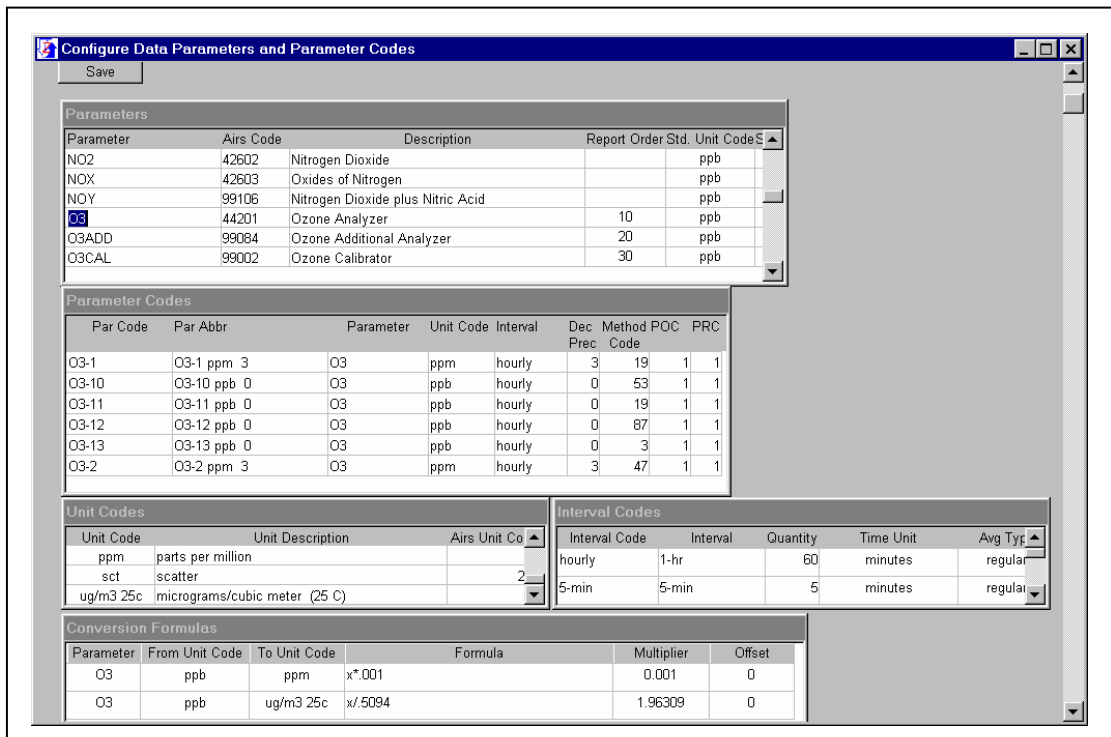 Configure Data Parameters and Parameter Codes
Save
Parameters
Parameter Airs Code Description Report Order Std. Unit Code S
NO2 42602 Nitrogen Dioxide ppb
NOX 42603 Oxides of Nitrogen ppb
NOY 99106 Nitrogen Dioxide plus Nitric Acid ppb
O3 44201 Ozone Analyzer 10 ppb
O3ADD 99084 Ozone Additional Analyzer 20 ppb
O3CAL 99002 Ozone Calibrator 30 ppb
Parameter Codes
Par Code Par Abbr Parameter Unit Code Interval Dec Method POC PRC
Prec Code
O3-1 O3-1 ppm 3 O3 ppm hourly 3 19 1 1
O3-10 O3-10 ppb 0 O3 ppb hourly 0 53 1 1
O3-11 O3-11 ppb 0 O3 ppb hourly 0 19 1 1
O3-12 O3-12 ppb 0 O3 ppb hourly 0 87 1 1
O3-13 O3-13 ppb 0 O3 ppb hourly 0 3 1 1
O3-2 O3-2 ppm 3 O3 ppm hourly 3 47 1 1
Unit Codes
Unit Code Unit Description Airs Unit Co
ppm parts per million
sct scatter 2
ug/m3 25c micrograms/cubic meter (25 C)
Interval Codes
Interval Code Interval Quantity Time Unit Avg Typ
hourly 1-hr 60 minutes regular
5-min 5-min 5 minutes regular
Conversion Formulas
Parameter From Unit Code To Unit Code Formula Multiplier Offset
O3 ppb ppm x*.001 0.001 0
O3 ppb ug/m3 25c x/.5094 1.96309 0